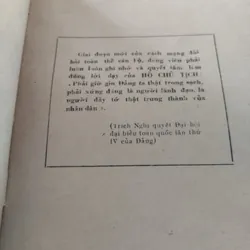 Giai đoạn mới của cách mạng đòi
hỏi toàn thể cán bộ, đảng viên phải
luôn luôn ghi nhớ và quyết tâm làm
đúng lời dạy của HỒ CHỦ TỊCH :
« Phải giữ gìn Đảng ta thật trong sạch,
phải xứng đáng là người lãnh đạo, là
người đầy tớ thật trung thành của
nhân dân ».
(Trích Nghị quyết Đại hội
đại biểu toàn quốc lần thứ
IV của Đảng)